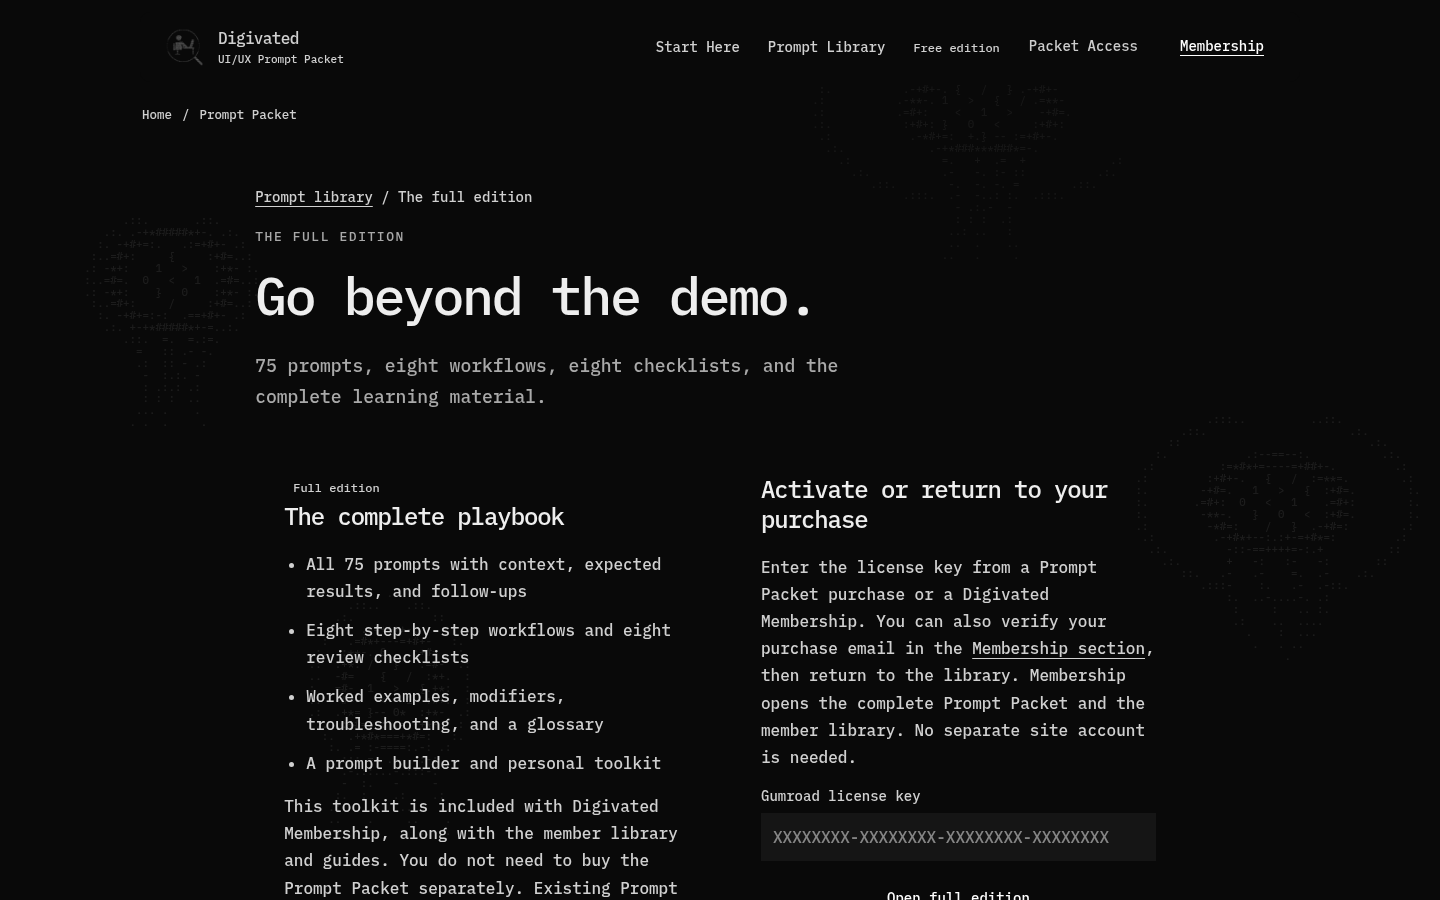 Digivated
UI/UX Prompt Packet
Start Here
Prompt Library
Free edition
Packet Access
Membership
Home / Prompt Packet
Prompt library / The full edition
THE FULL EDITION
Go beyond the demo.
75 prompts, eight workflows, eight checklists, and the
complete learning material.
Full edition
The complete playbook
• All 75 prompts with context, expected
results, and follow-ups
• Eight step-by-step workflows and eight
review checklists
• Worked examples, modifiers,
troubleshooting, and a glossary
• A prompt builder and personal toolkit
This toolkit is included with Digivated
Membership, along with the member library
and guides. You do not need to buy the
Prompt Packet separately. Existing Prompt
Activate or return to your
purchase
Enter the license key from a Prompt
Packet purchase or a Digivated
Membership. You can also verify your
purchase email in the Membership section,
then return to the library. Membership
opens the complete Prompt Packet and the
member library. No separate site account
is needed.
Gumroad license key
XXXXXXXX-XXXXXXXX-XXXXXXXX-XXXXXXXX
Open full edition